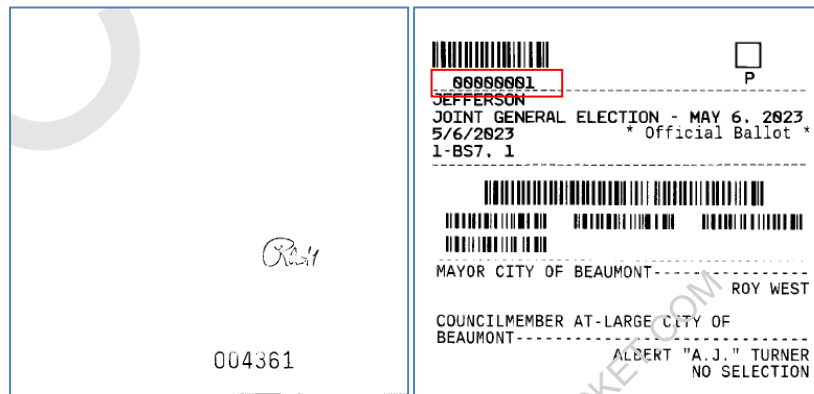 004361
00000001
P
JEFFERSON
JOINT GENERAL ELECTION - MAY 6, 2023
5/6/2023 * Official Ballot *
1-BS7, 1
MAYOR CITY OF BEAUMONT
ROY WEST
COUNCILMEMBER AT-LARGE CITY OF
BEAUMONT
ALBERT "A.J." TURNER
NO SELECTION